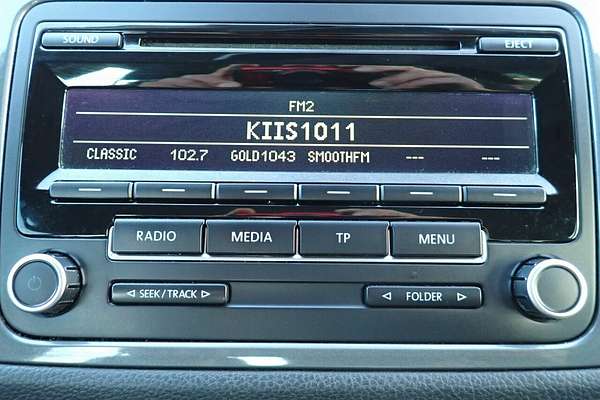 SOUND EJECT
FM2
KIIS1011
CLASSIC 102.7 GOLD1043 SMOOTHFM --- ---
RADIO MEDIA TP MENU
◁ SEEK/TRACK ▷ ◁ FOLDER ▷